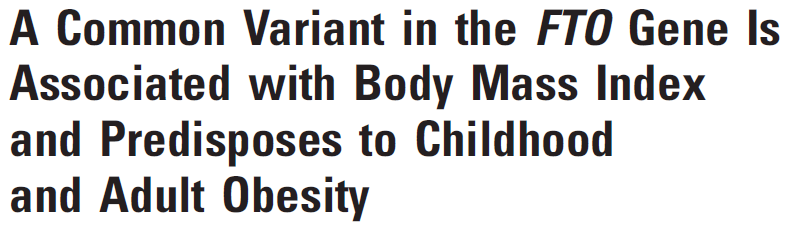 A Common Variant in the FTO Gene Is
Associated with Body Mass Index
and Predisposes to Childhood
and Adult Obesity